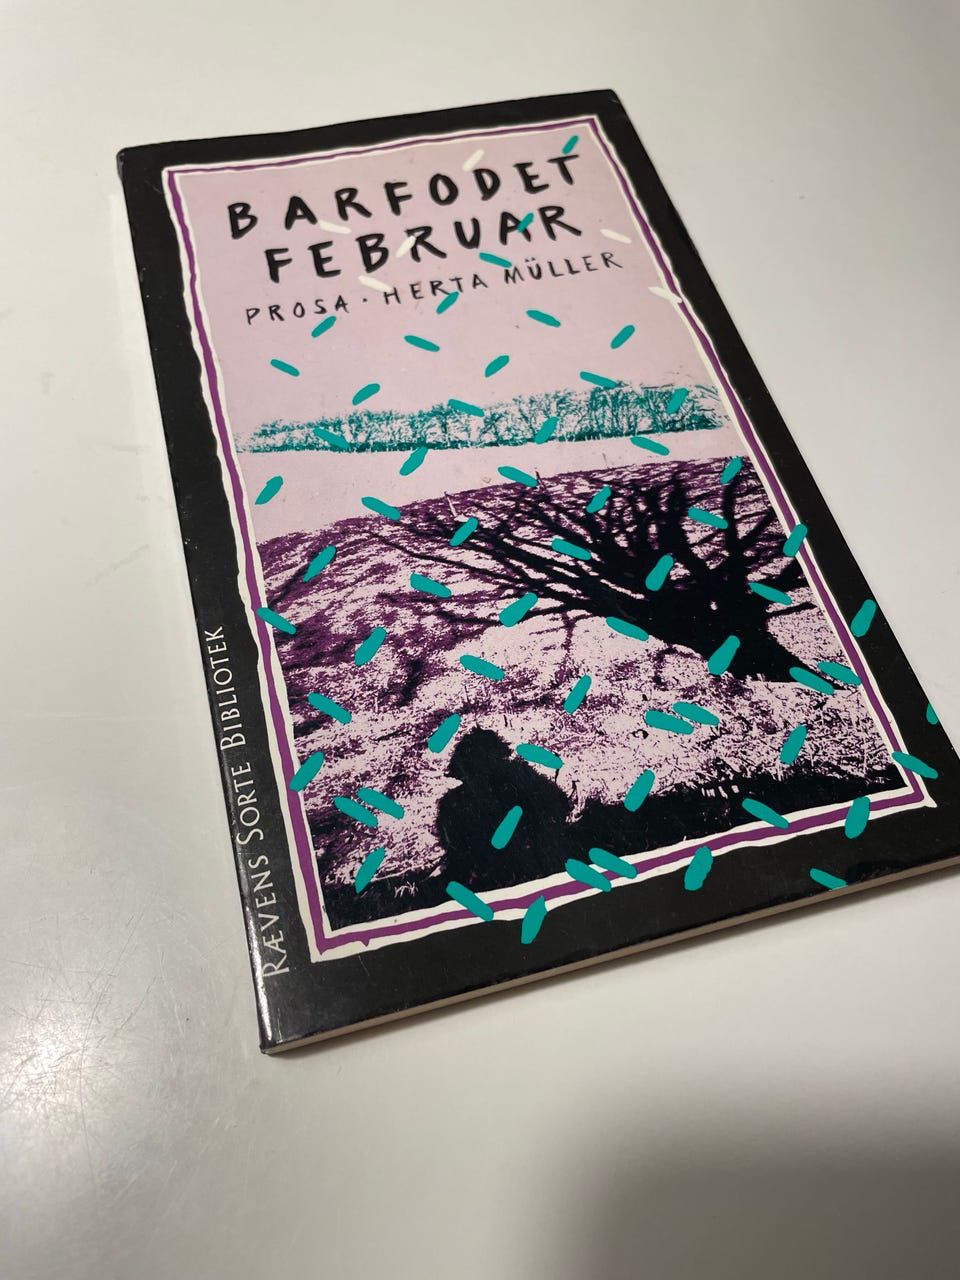 BARFODET
FEBRUAR
PROSA · HERTA MÜLLER
RÆVENS SORTE BIBLIOTEK